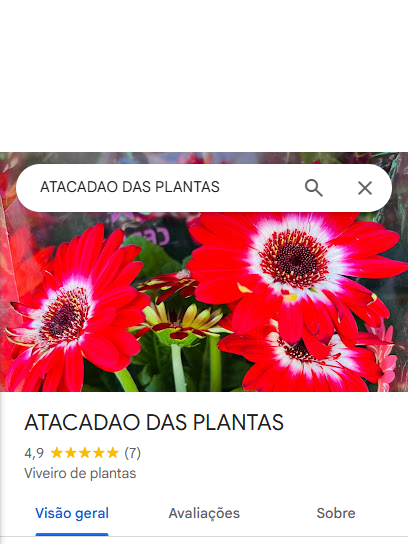 ATACADAO DAS PLANTAS
ATACADAO DAS PLANTAS
4,9 (7)
Viveiro de plantas
Visão geral Avaliações Sobre